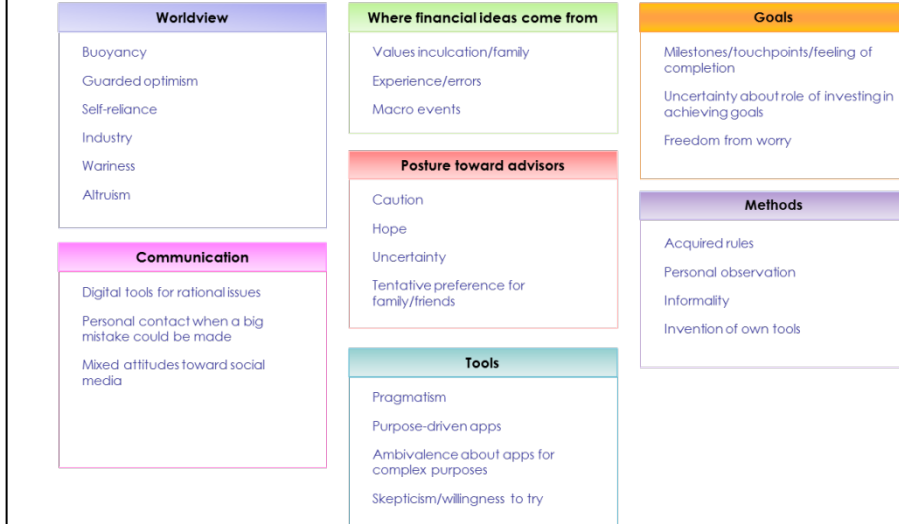 Worldview
Buoyancy
Guarded optimism
Self-reliance
Industry
Wariness
Altruism
Communication
Digital tools for rational issues
Personal contact when a big
mistake could be made
Mixed attitudes toward social
media
Where financial ideas come from
Values inculcation/family
Experience/errors
Macro events
Posture toward advisors
Caution
Hope
Uncertainty
Tentative preference for
family/friends
Tools
Pragmatism
Purpose-driven apps
Ambivalence about apps for
complex purposes
Skepticism/willingness to try
Goals
Milestones/touchpoints/feeling of
completion
Uncertainty about role of investing in
achieving goals
Freedom from worry
Methods
Acquired rules
Personal observation
Informality
Invention of own tools